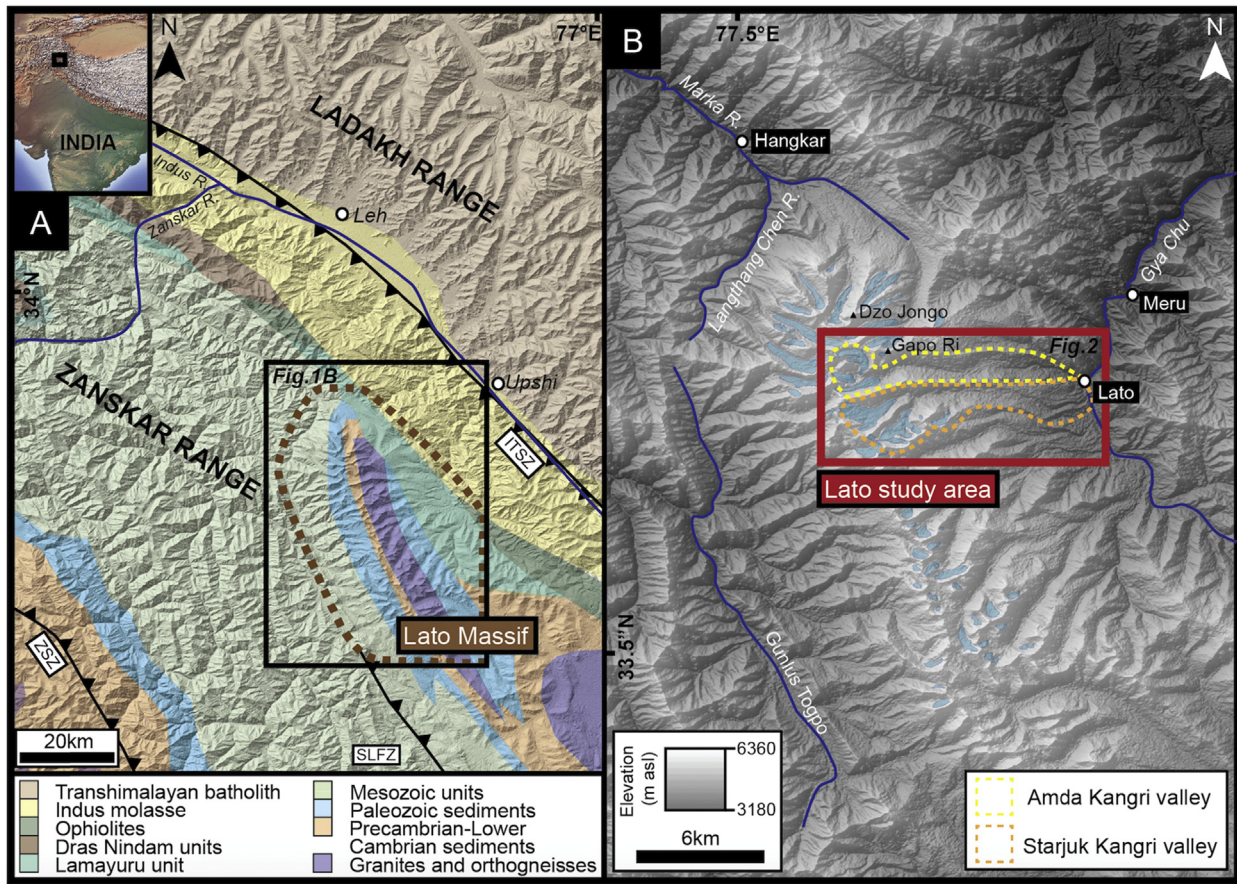 INDIA
A
N
77°E
LADAKH RANGE
Indus R.
Zanskar R.
Leh
34°N
ZANSKAR RANGE
Fig.1B
Upshi
ITSZ
Lato Massif
ZSZ
20km
SLFZ
Transhimalayan batholith
Indus molasse
Ophiolites
Dras Nindam units
Lamayuru unit
Mesozoic units
Paleozoic sediments
Precambrian-Lower
Cambrian sediments
Granites and orthogneisses
B
77.5°E
N
Marka R.
Hangkar
Langthang Chen R.
Gya Chu
Meru
Dzo Jongo
Gapo Ri
Fig.2
Lato
Lato study area
33.5"N
Gunlus Togpo
Elevation
(m asl)
6360
3180
6km
Amda Kangri valley
Starjuk Kangri valley